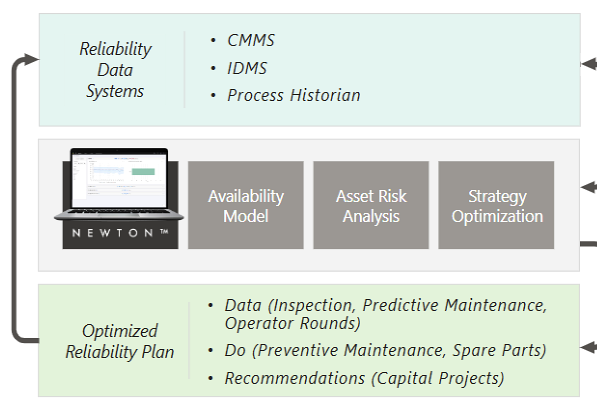 Reliability
Data
Systems
• CMMS
• IDMS
• Process Historian
NEWTON™
Availability
Model
Asset Risk
Analysis
Strategy
Optimization
Optimized
Reliability Plan
• Data (Inspection, Predictive Maintenance,
Operator Rounds)
• Do (Preventive Maintenance, Spare Parts)
• Recommendations (Capital Projects)